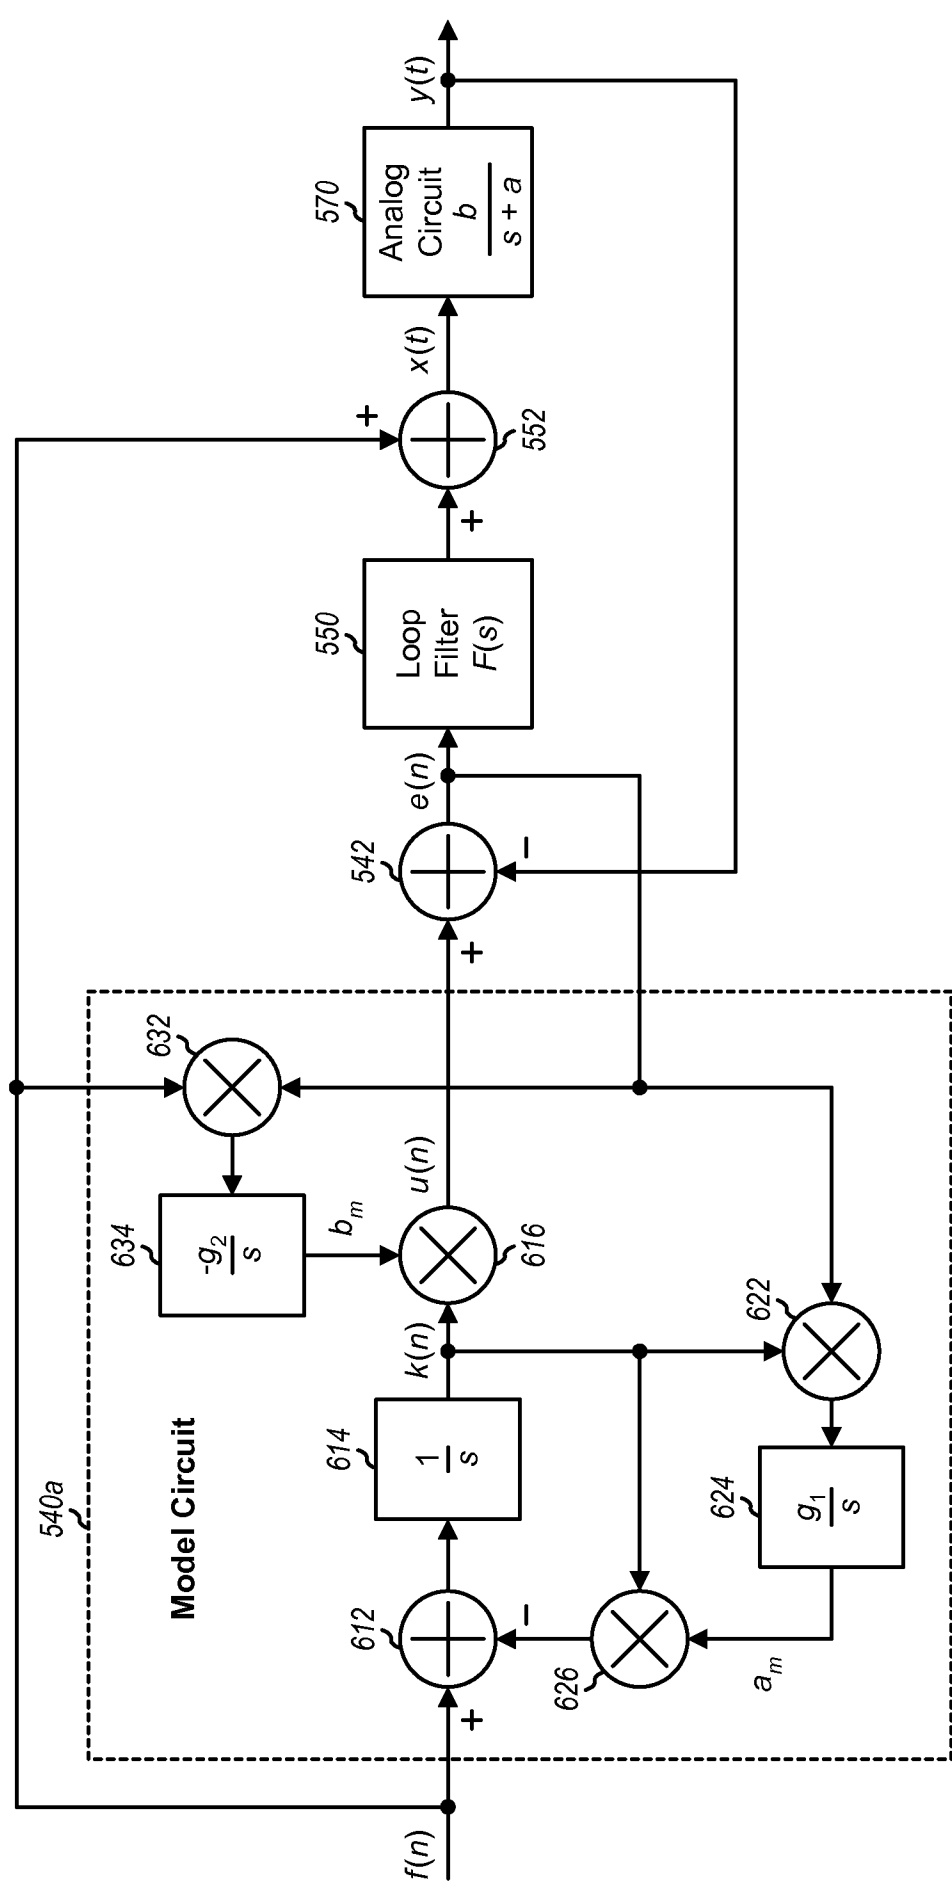 540a
Model Circuit
632
634
-g2
s
bm
f(n)
+
612
−
614
1
s
k(n)
616
u(n)
+
542
−
e(n)
550
Loop
Filter
F(s)
+
+
552
x(t)
570
Analog
Circuit
b
s + a
y(t)
626
am
624
g1
s
622